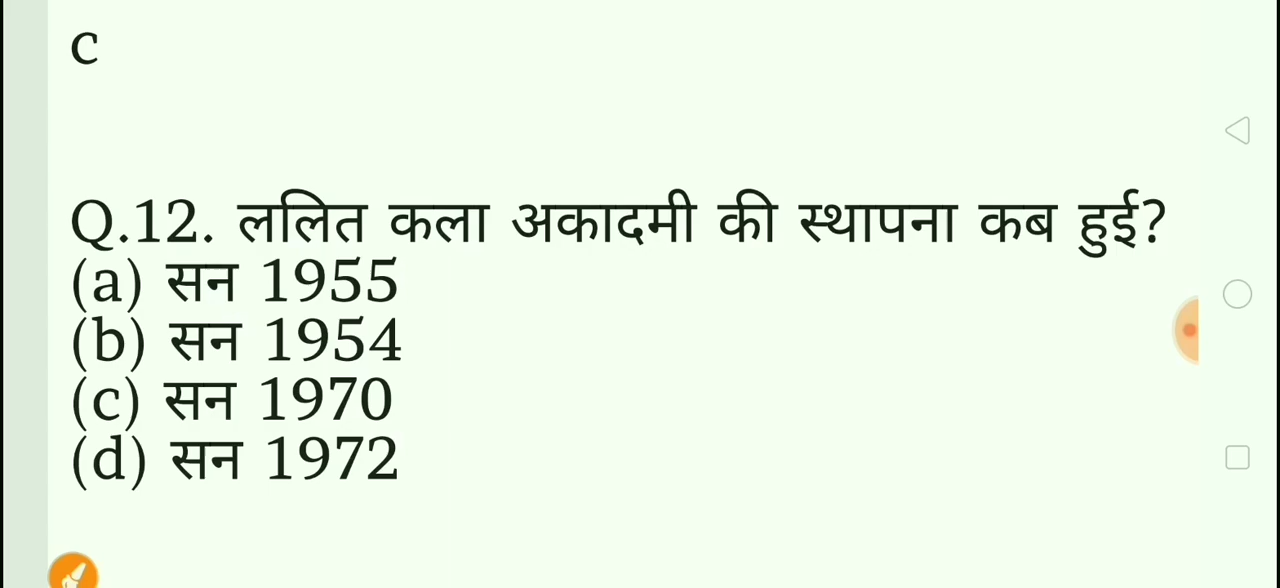 C
Q.12. ललित कला अकादमी की स्थापना कब हुई?
(a) सन 1955
(b) सन 1954
(c) सन 1970
(d) सन 1972